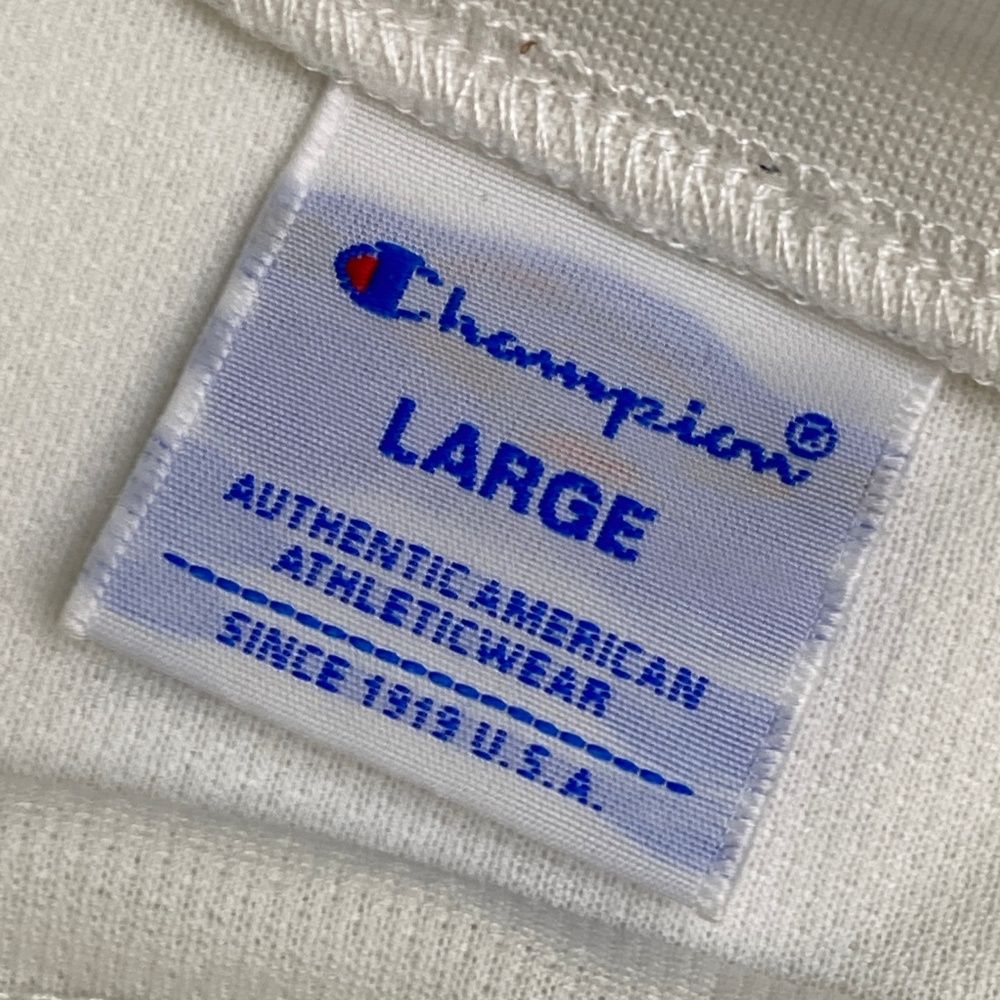 Champion®
LARGE
AUTHENTIC AMERICAN
ATHLETICWEAR
SINCE 1919 U.S.A.